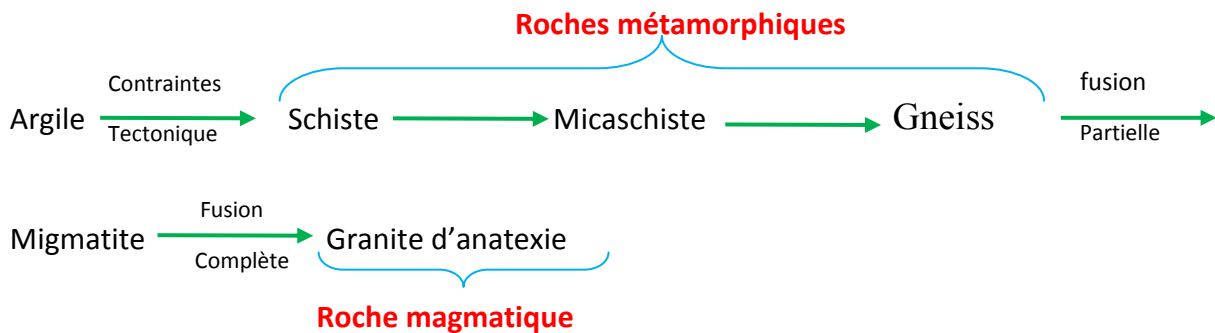 Roches métamorphiques
Contraintes
fusion
Argile Schiste Micaschiste Gneiss
Tectonique
Partielle
Fusion
Migmatite Granite d'anatexie
Complète
Roche magmatique